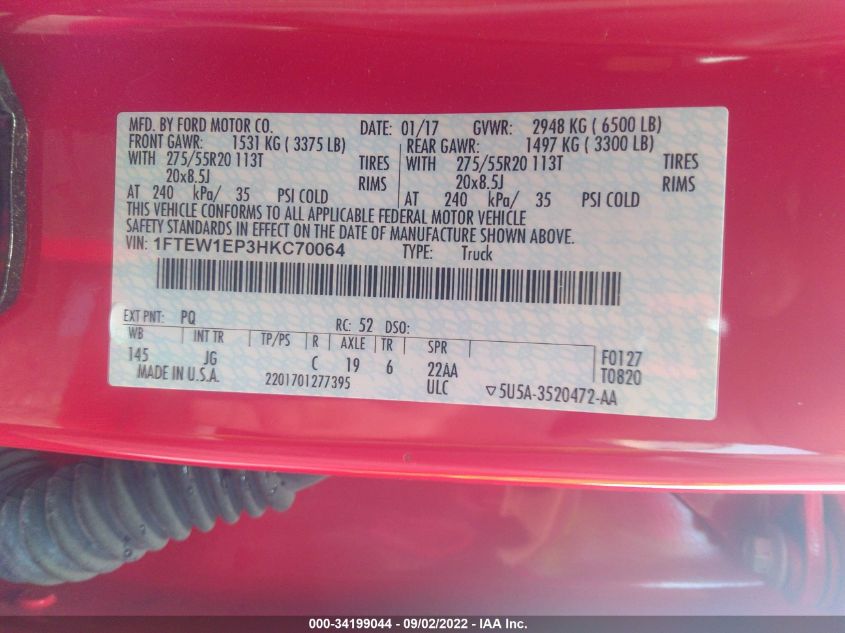 MFD. BY FORD MOTOR CO. DATE: 01/17 GVWR: 2948 KG ( 6500 LB)
FRONT GAWR: 1531 KG ( 3375 LB) REAR GAWR: 1497 KG ( 3300 LB)
WITH 275/55R20 113T TIRES WITH 275/55R20 113T TIRES
20x8.5J RIMS 20x8.5J RIMS
AT 240 kPa/ 35 PSI COLD AT 240 kPa/ 35 PSI COLD
THIS VEHICLE CONFORMS TO ALL APPLICABLE FEDERAL MOTOR VEHICLE
SAFETY STANDARDS IN EFFECT ON THE DATE OF MANUFACTURE SHOWN ABOVE.
VIN: 1FTEW1EP3HKC70064 TYPE: Truck
EXT PNT: PQ RC: 52 DSO:
WB INT TR TP/PS R AXLE TR SPR
145 JG C 19 6 22AA F0127
MADE IN U.S.A. 2201701277395 ULC T0820
▽5U5A-3520472-AA
000-34199044 - 09/02/2022 - IAA Inc.